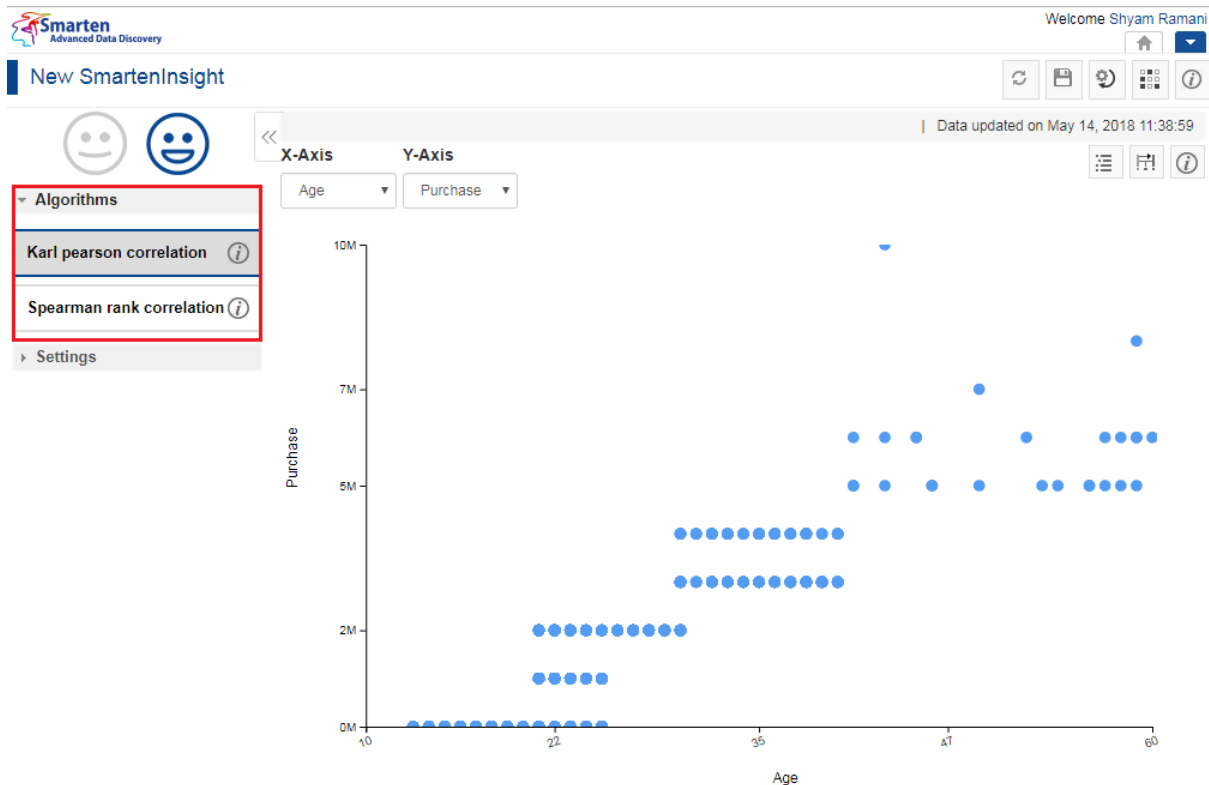 Smarten
Advanced Data Discovery
Welcome Shyam Ramani
New SmartenInsight
| Data updated on May 14, 2018 11:38:59
X-Axis Y-Axis
Age Purchase
Algorithms
Karl pearson correlation
Spearman rank correlation
Settings
10M
7M
5M
2M
0M
Purchase
10 22 35 47 60
Age